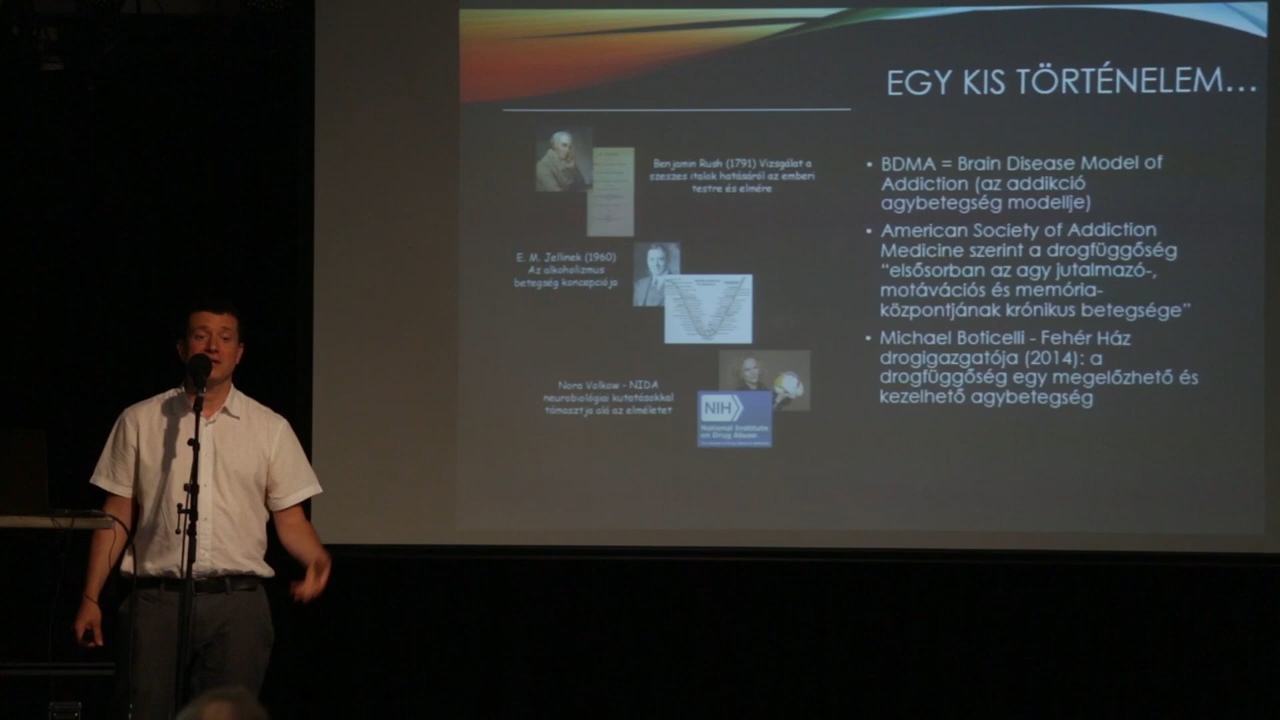 EGY KIS TÖRTÉNELEM...
Benjamin Rush (1791) Vizsgálat a
szeszes italok hatásáról az emberi
testre és elmére
E. M. Jellinek (1960)
Az alkoholizmus
betegség koncepciója
Nora Volkow - NIDA
neurobiológiai kutatásokkal
támasztja alá az elméletet
NIH
National Institute
on Drug Abuse
• BDMA = Brain Disease Model of
Addiction (az addikció
agybetegség modellje)
• American Society of Addiction
Medicine szerint a drogfüggőség
"elsősorban az agy jutalmazó-,
motávációs és memória-
központjának krónikus betegsége"
• Michael Boticelli - Fehér Ház
drogigazgatója (2014): a
drogfüggőség egy megelőzhető és
kezelhető agybetegség